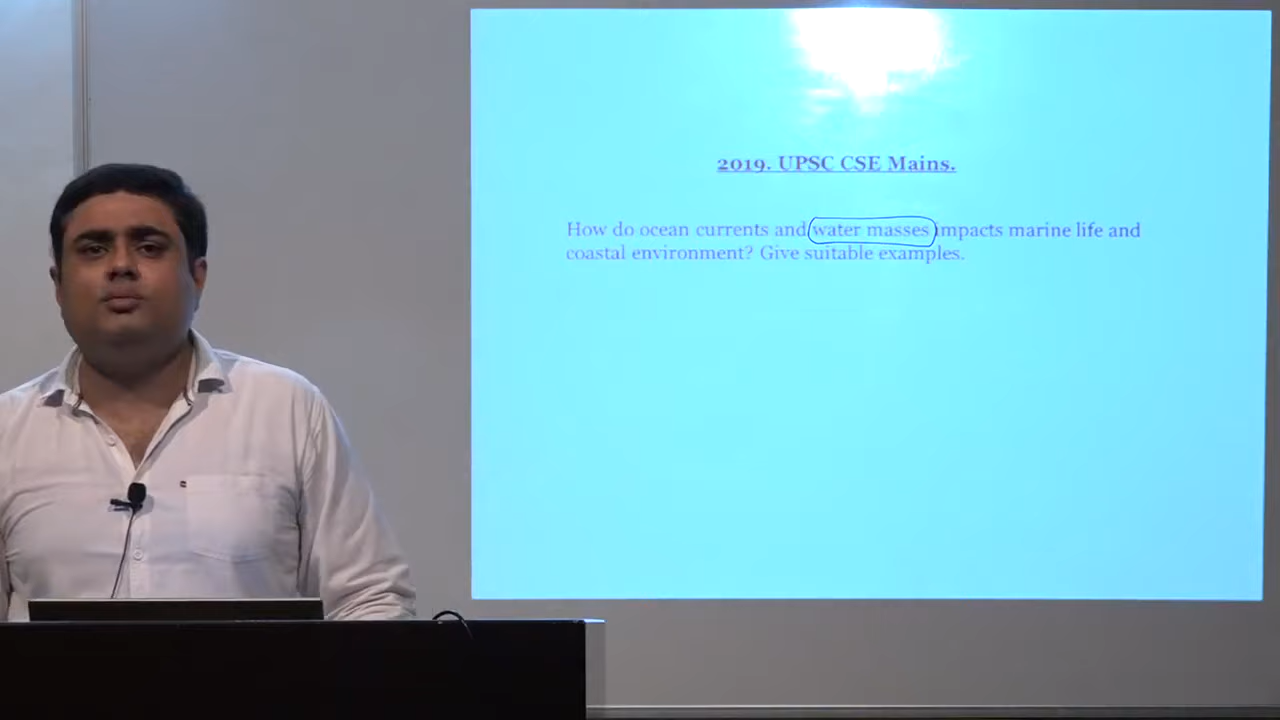 2019. UPSC CSE Mains.
How do ocean currents and water masses impacts marine life and
coastal environment? Give suitable examples.